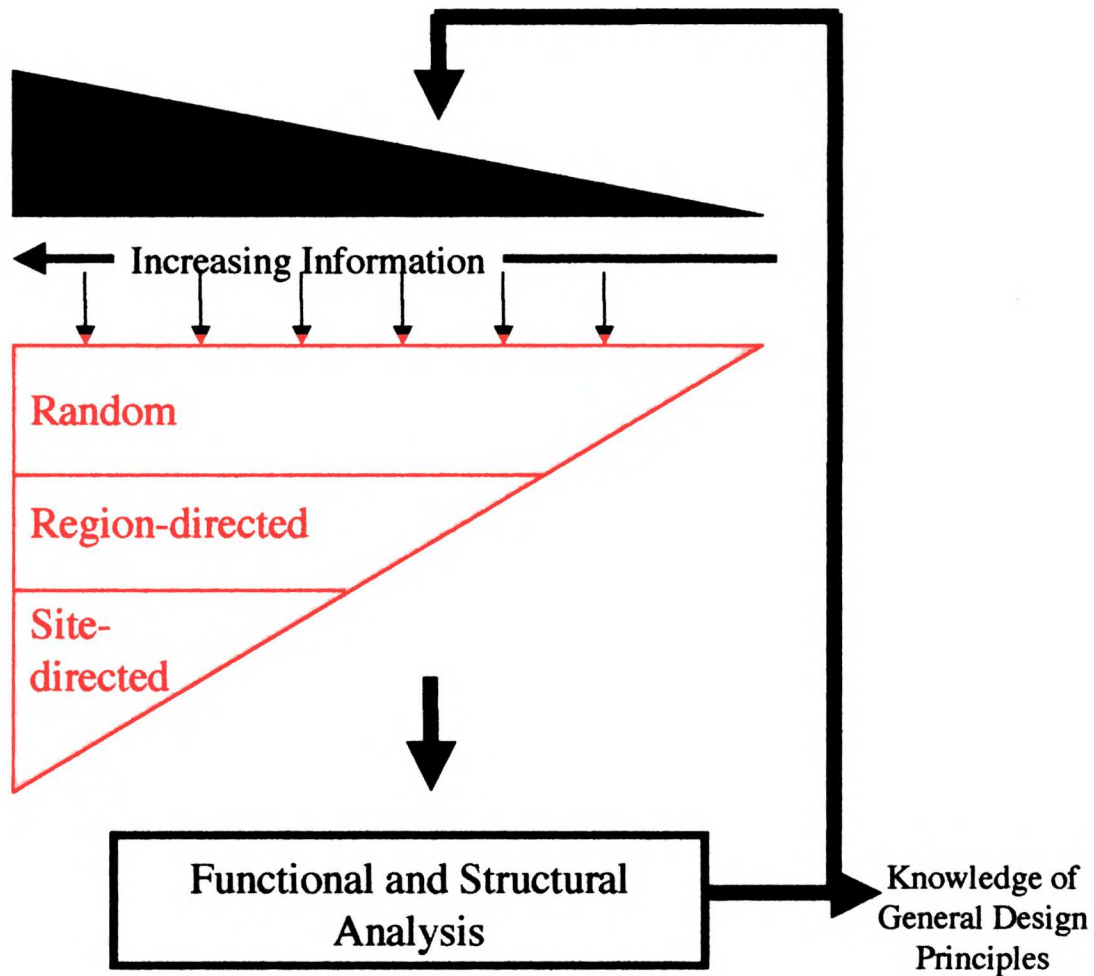 Increasing Information
Random
Region-directed
Site-
directed
Functional and Structural
Analysis
Knowledge of
General Design
Principles